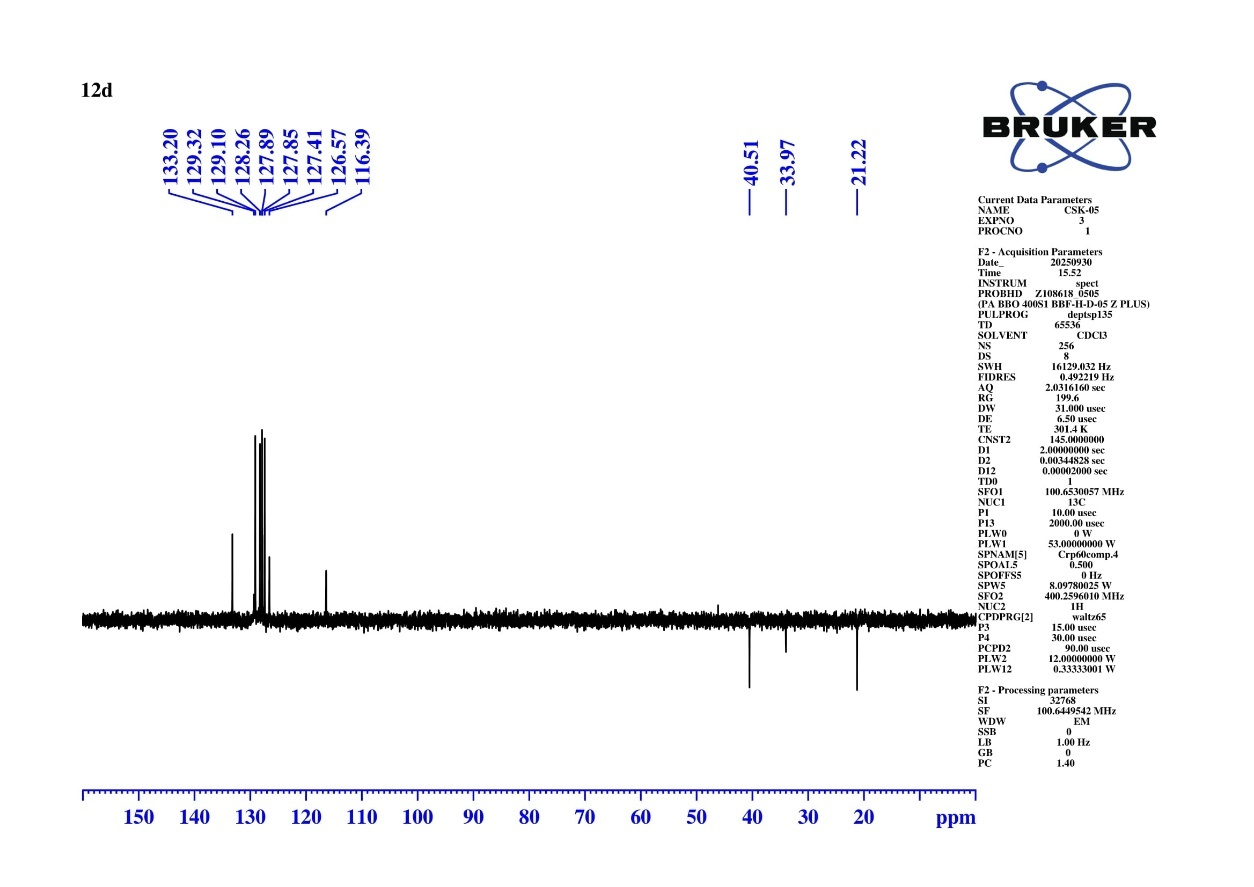 12d
133.20
129.32
129.10
128.26
127.89
127.85
127.41
126.57
116.39
40.51
33.97
21.22
BRUKER
Current Data Parameters
NAME CSK-05
EXPNO 3
PROCNO 1
F2 - Acquisition Parameters
Date_ 20250930
Time 15.52
INSTRUM spect
PROBHD Z108618_0505
(PA BBO 400S1 BBF-H-D-05 Z PLUS)
PULPROG deptsp135
TD 65536
SOLVENT CDCl3
NS 256
DS 8
SWH 16129.032 Hz
FIDRES 0.492219 Hz
AQ 2.0316160 sec
RG 199.6
DW 31.000 usec
DE 6.50 usec
TE 301.4 K
CNST2 145.0000000
D1 2.00000000 sec
D2 0.00344828 sec
D12 0.00002000 sec
TD0 1
SFO1 100.6530057 MHz
NUC1 13C
P1 10.00 usec
P13 2000.00 usec
PLW0 0 W
PLW1 53.00000000 W
SPNAM[5] Crp60comp.4
SPOAL5 0.500
SPOFFS5 0 Hz
SPW5 8.09780025 W
SFO2 400.2596010 MHz
NUC2 1H
CPDPRG[2] waltz65
P3 15.00 usec
P4 30.00 usec
PCPD2 90.00 usec
PLW2 12.00000000 W
PLW12 0.33333001 W
F2 - Processing parameters
SI 32768
SF 100.6449542 MHz
WDW EM
SSB 0
LB 1.00 Hz
GB 0
PC 1.40
150 140 130 120 110 100 90 80 70 60 50 40 30 20 ppm